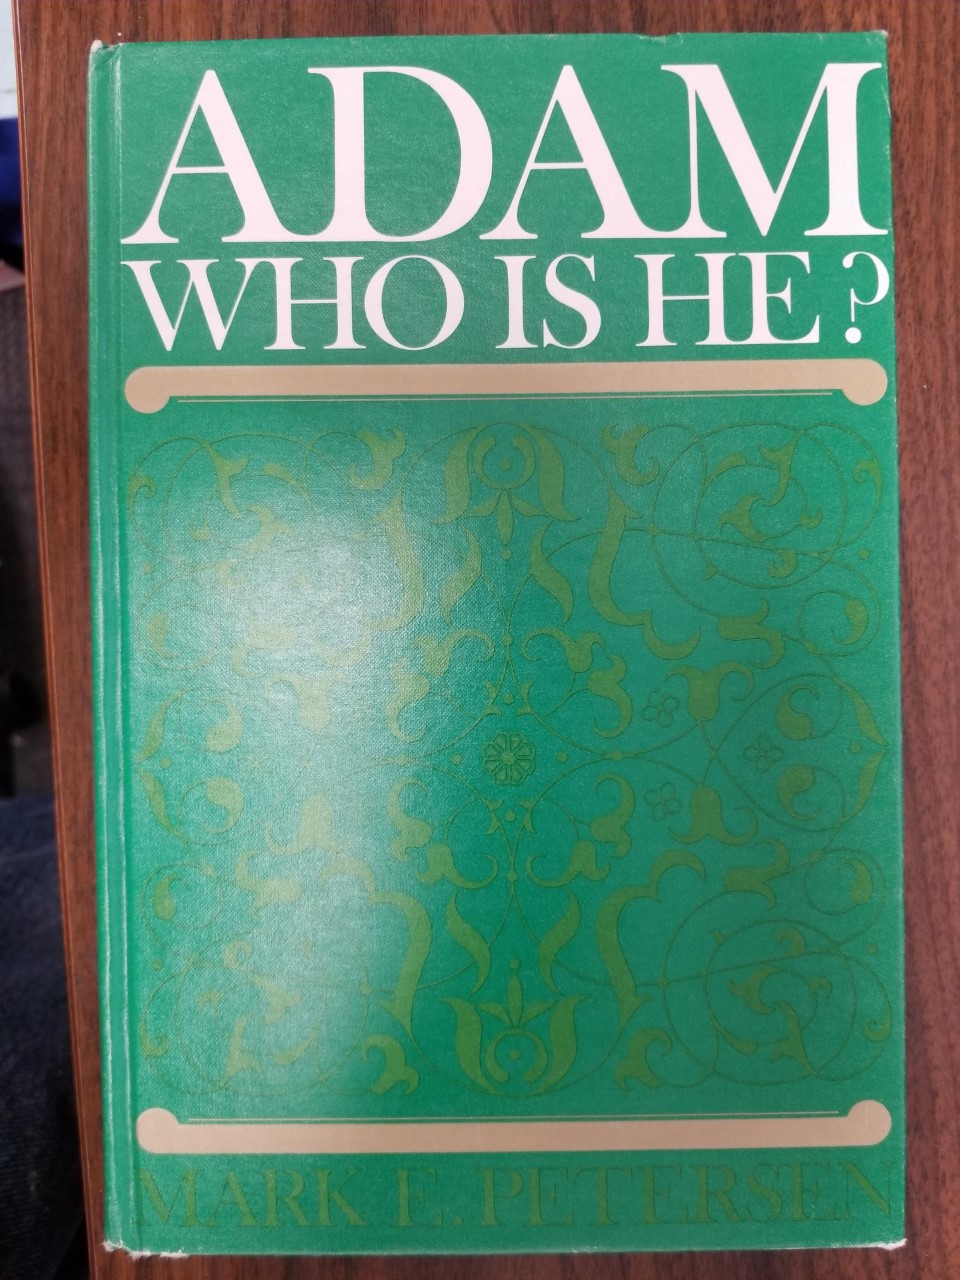 ADAM
WHO IS HE?
MARK E. PETERSEN